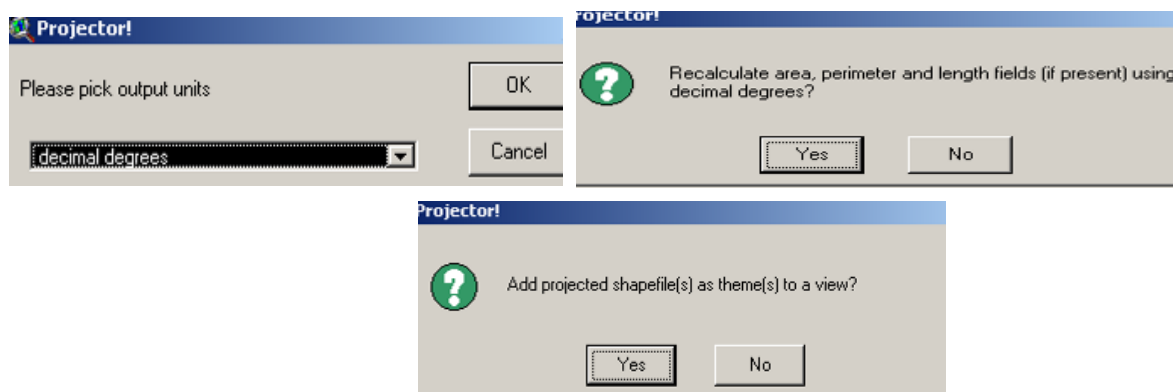 Projector!
Please pick output units
OK
decimal degrees
Cancel
rojector!
Recalculate area, perimeter and length fields (if present) using
decimal degrees?
Yes
No
Projector!
Add projected shapefile(s) as theme(s) to a view?
Yes
No